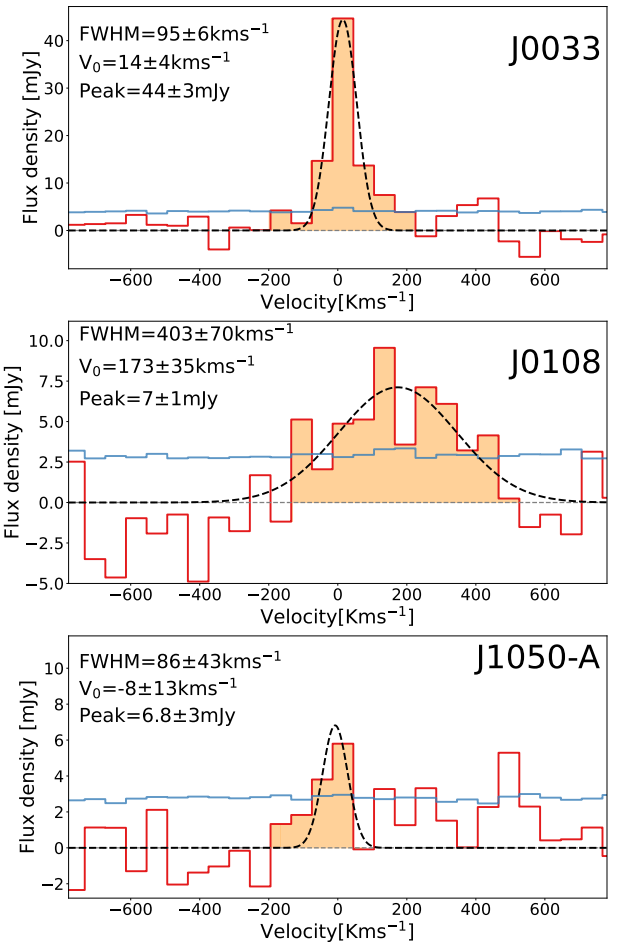 FWHM=95±6kms⁻¹
V₀=14±4kms⁻¹
Peak=44±3mJy
J0033
Flux density [mJy]
40
30
20
10
0
−600 −400 −200 0 200 400 600
Velocity[Kms⁻¹]
FWHM=403±70kms⁻¹
V₀=173±35kms⁻¹
Peak=7±1mJy
J0108
Flux density [mJy]
10.0
7.5
5.0
2.5
0.0
−2.5
−5.0
−600 −400 −200 0 200 400 600
Velocity[Kms⁻¹]
FWHM=86±43kms⁻¹
V₀=-8±13kms⁻¹
Peak=6.8±3mJy
J1050-A
Flux density [mJy]
10
8
6
4
2
0
−2
−600 −400 −200 0 200 400 600
Velocity[Kms⁻¹]